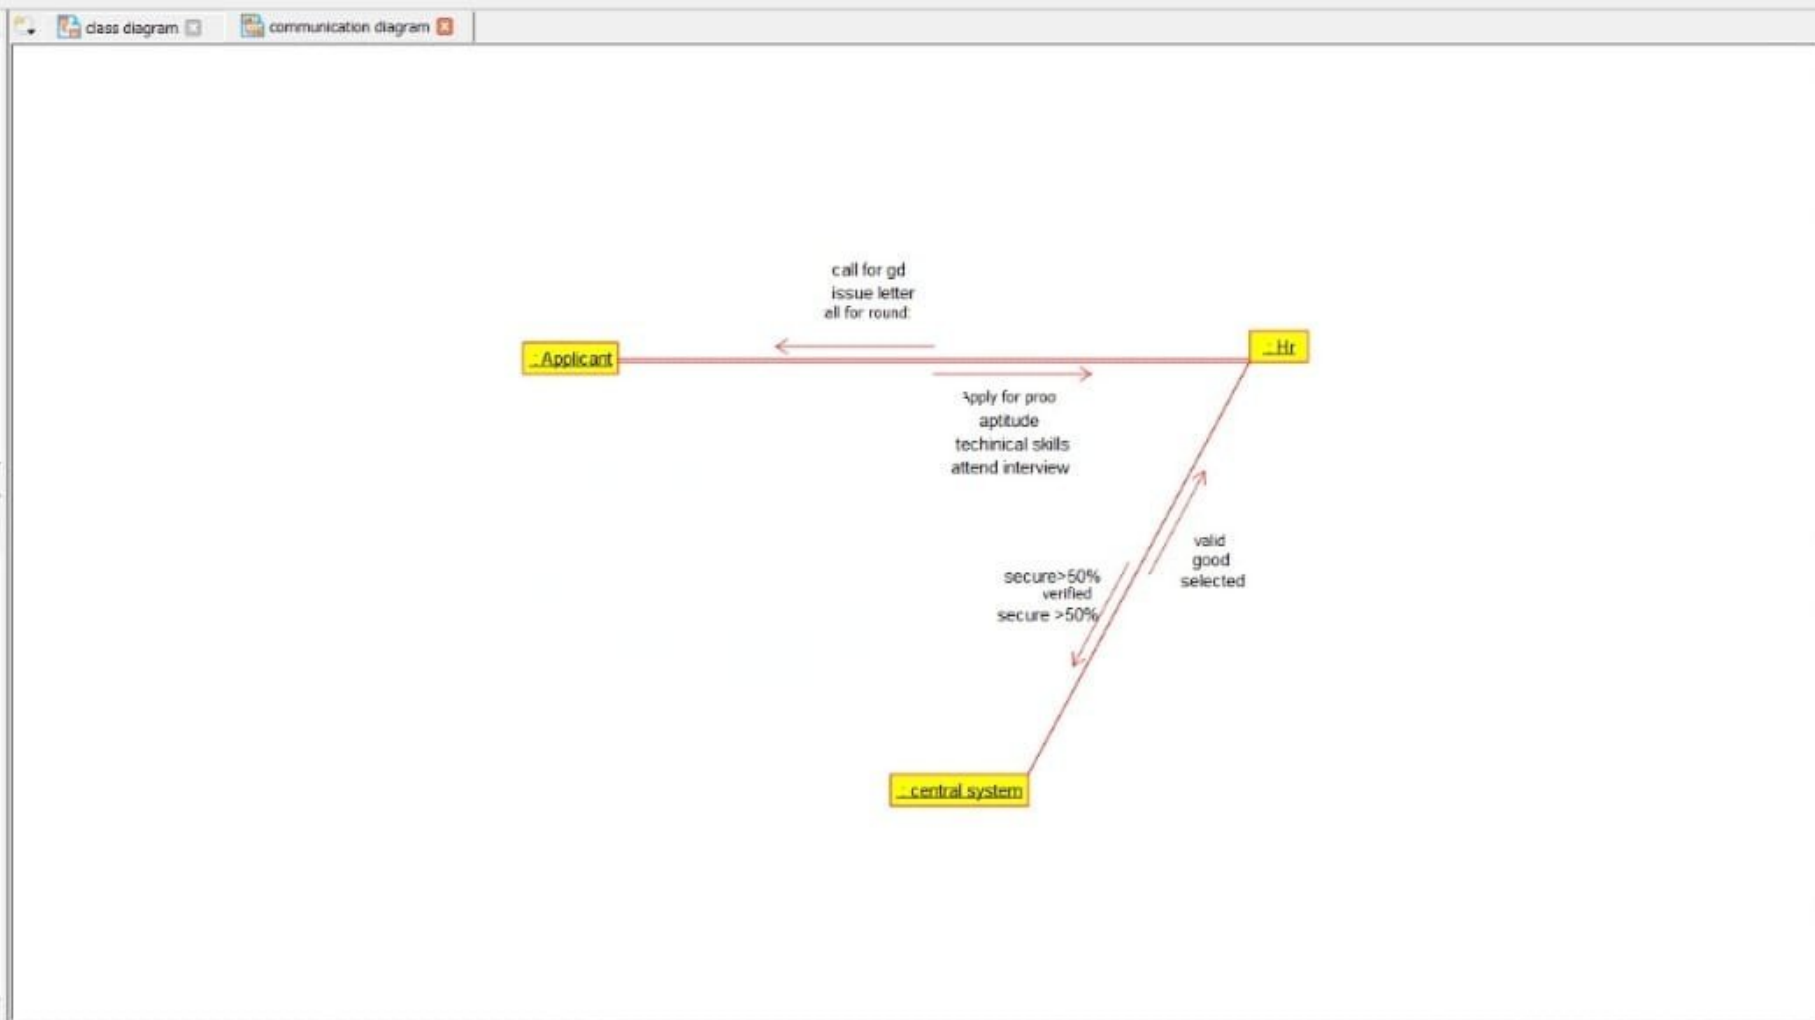 class diagram
communication diagram
call for gd
issue letter
all for round:
: Applicant
: Hr
pply for proo
aptitude
techinical skills
attend interview
valid
good
selected
secure>50%
verified
secure >50%
: central system